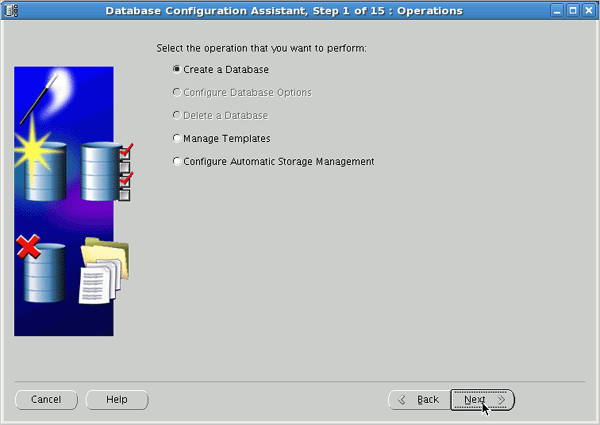 Database Configuration Assistant, Step 1 of 15 : Operations
Select the operation that you want to perform:
Create a Database
Configure Database Options
Delete a Database
Manage Templates
Configure Automatic Storage Management
Cancel
Help
Back
Next